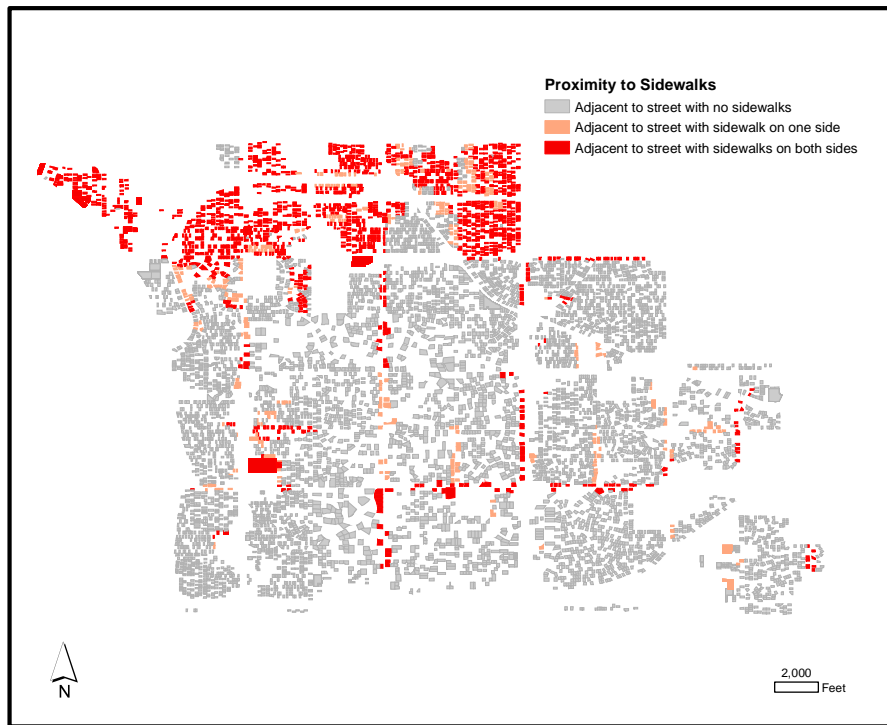 Proximity to Sidewalks
Adjacent to street with no sidewalks
Adjacent to street with sidewalk on one side
Adjacent to street with sidewalks on both sides
N
2,000
Feet